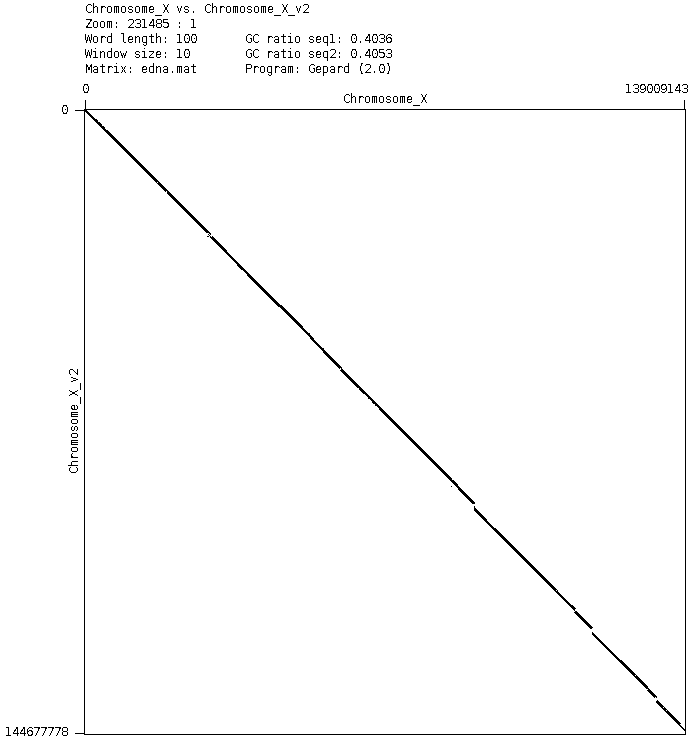 Chromosome_X vs. Chromosome_X_v2
Zoom: 231485 : 1
Word length: 100 GC ratio seq1: 0.4036
Window size: 10 GC ratio seq2: 0.4053
Matrix: edna.mat Program: Gepard (2.0)
0 139009143
Chromosome_X
0
Chromosome_X_v2
144677778